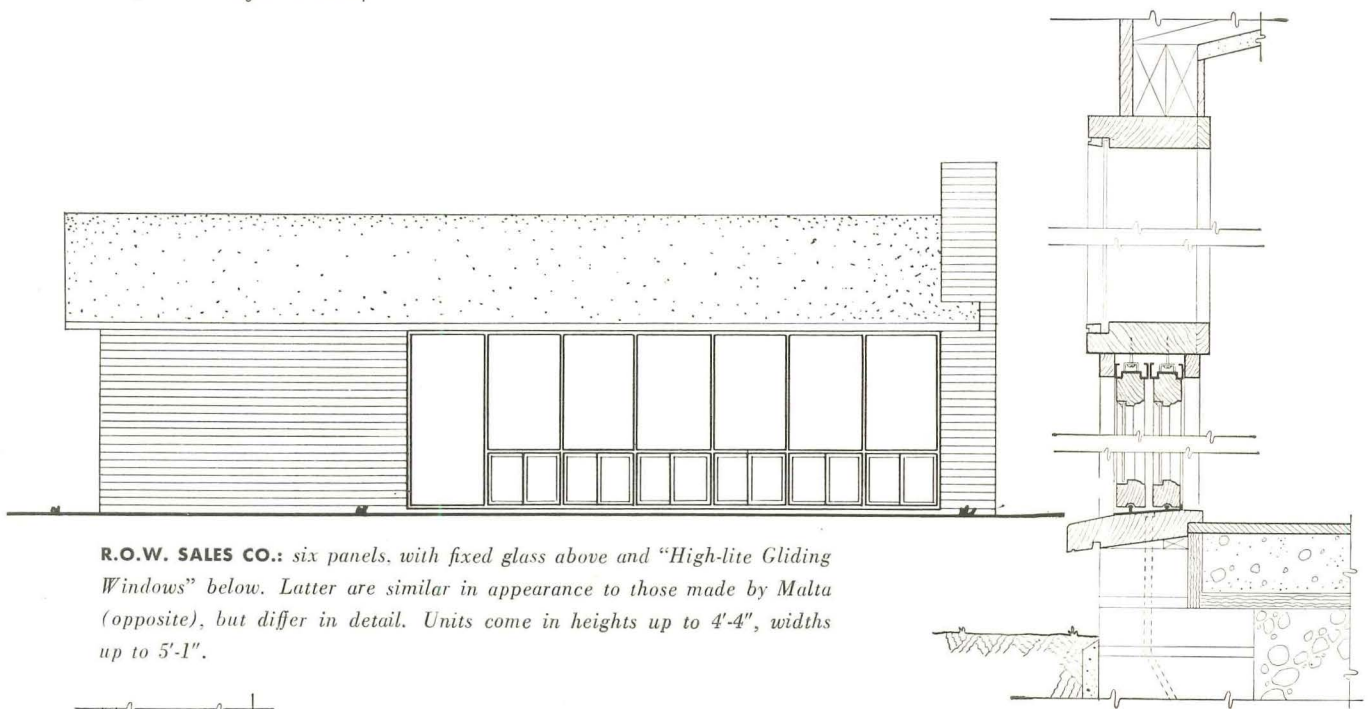 R.O.W. SALES CO.: six panels, with fixed glass above and “High-lite Gliding
Windows” below. Latter are similar in appearance to those made by Malta
(opposite), but differ in detail. Units come in heights up to 4'-4", widths
up to 5'-1".